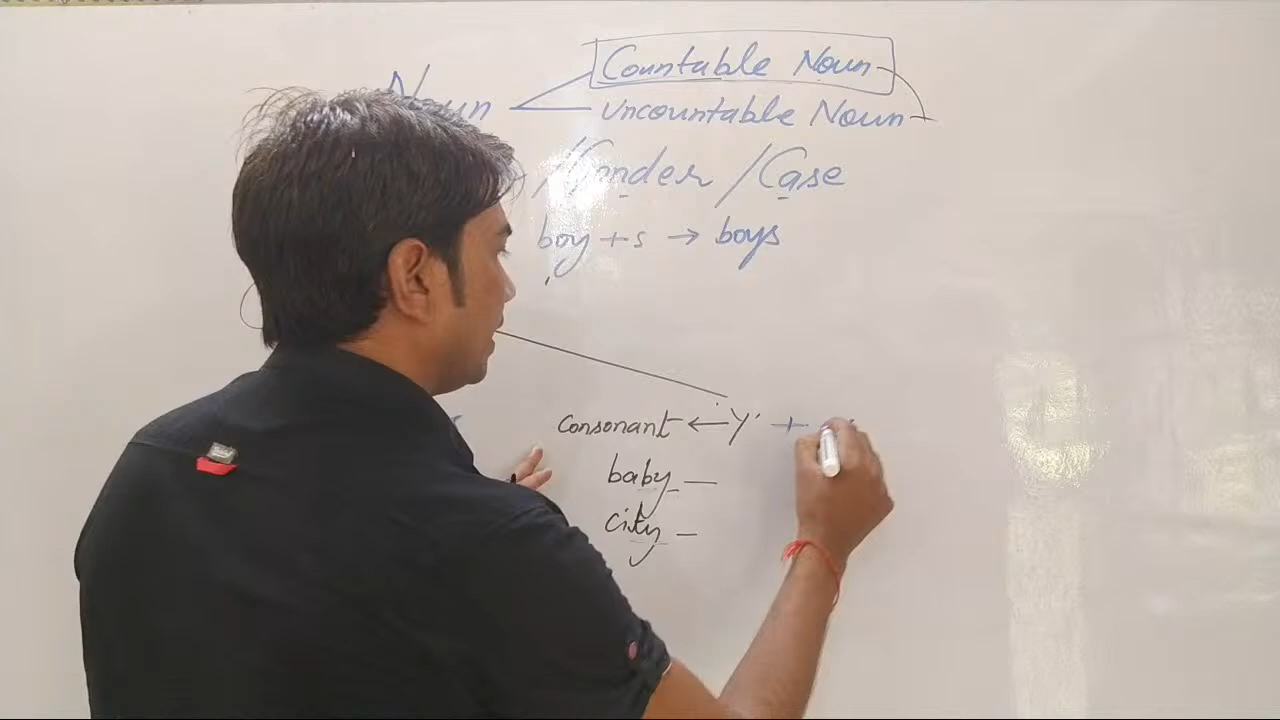 Countable Noun
Noun
Uncountable Noun
/Gender /Case
boy + s → boys
Consonant ← y +
baby —
city —